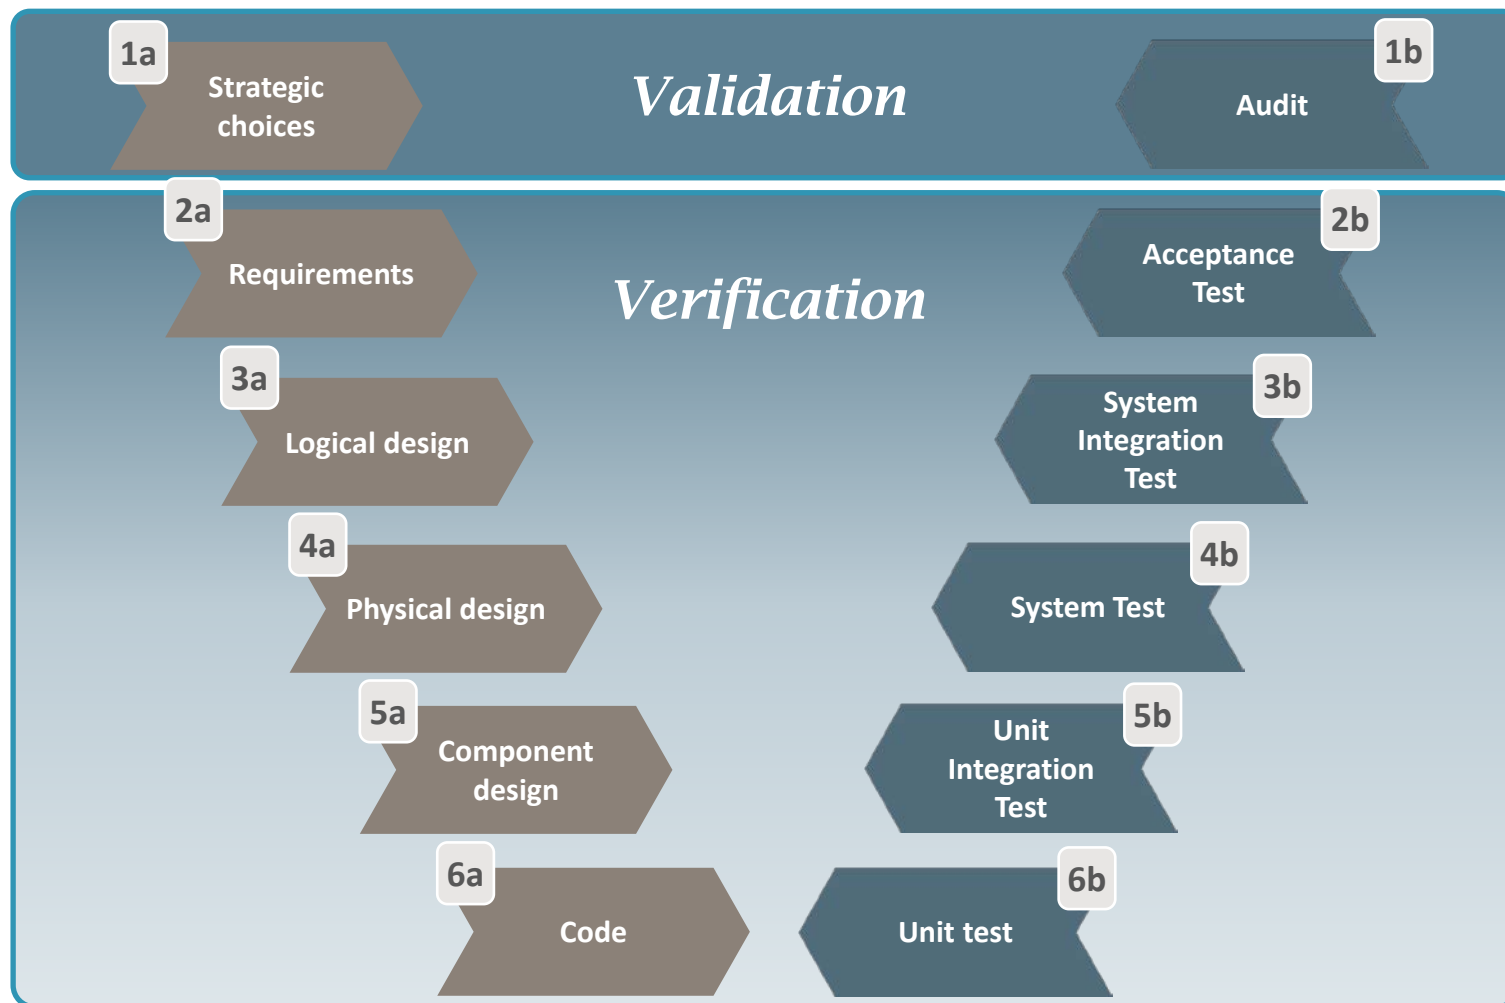 1a
Strategic
choices
Validation
1b
Audit
2a
Requirements
Verification
2b
Acceptance
Test
3a
Logical design
3b
System
Integration
Test
4a
Physical design
4b
System Test
5a
Component
design
5b
Unit
Integration
Test
6a
Code
6b
Unit test